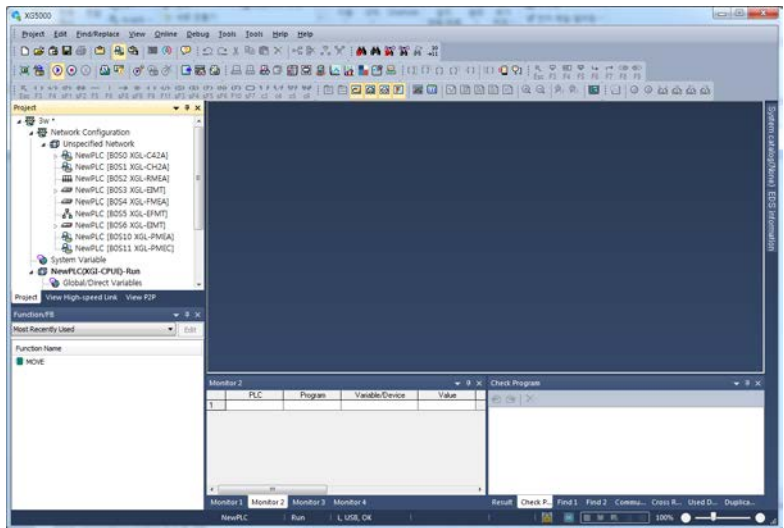 XG5000
Project Edit Find/Replace View Online Debug Tools Tools Help Help
Project
3w *
Network Configuration
Unspecified Network
NewPLC [B0S0 XGL-C42A]
NewPLC [B0S1 XGL-CH2A]
NewPLC [B0S2 XGL-RMEA]
NewPLC [B0S3 XGL-EIMT]
NewPLC [B0S4 XGL-FMEA]
NewPLC [B0S5 XGL-EFMT]
NewPLC [B0S6 XGL-EIMT]
NewPLC [B0S10 XGL-PMEA]
NewPLC [B0S11 XGL-PMEC]
System Variable
NewPLC(XGI-CPUE)-Run
Global/Direct Variables
Project View High-speed Link View P2P
Function/FB
Most Recently Used Edit
Function Name
MOVE
Monitor 2
PLC Program Variable/Device Value
1
Monitor 1 Monitor 2 Monitor 3 Monitor 4
Check Program
Result Check P... Find 1 Find 2 Commu... Cross R... Used D... Duplica...
System catalog(None) EDS information
NewPLC Run L, USB, OK 100%